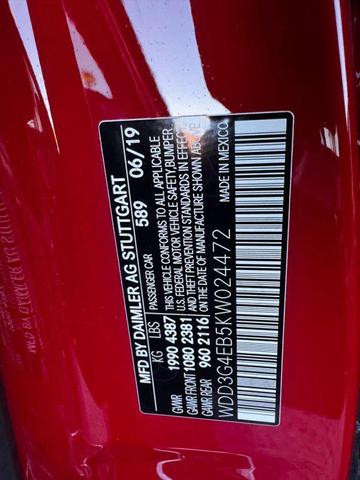 MFD BY DAIMLER AG STUTTGART
KG LBS PASSENGER CAR 589 06/19
GVWR 1990 4387 THIS VEHICLE CONFORMS TO ALL APPLICABLE
GAWR FRONT 1080 2381 U.S. FEDERAL MOTOR VEHICLE SAFETY, BUMPER,
GAWR REAR 960 2116 AND THEFT PREVENTION STANDARDS IN EFFECT
ON THE DATE OF MANUFACTURE SHOWN ABOVE
WDD3G4EB5KW024472 MADE IN MEXICO